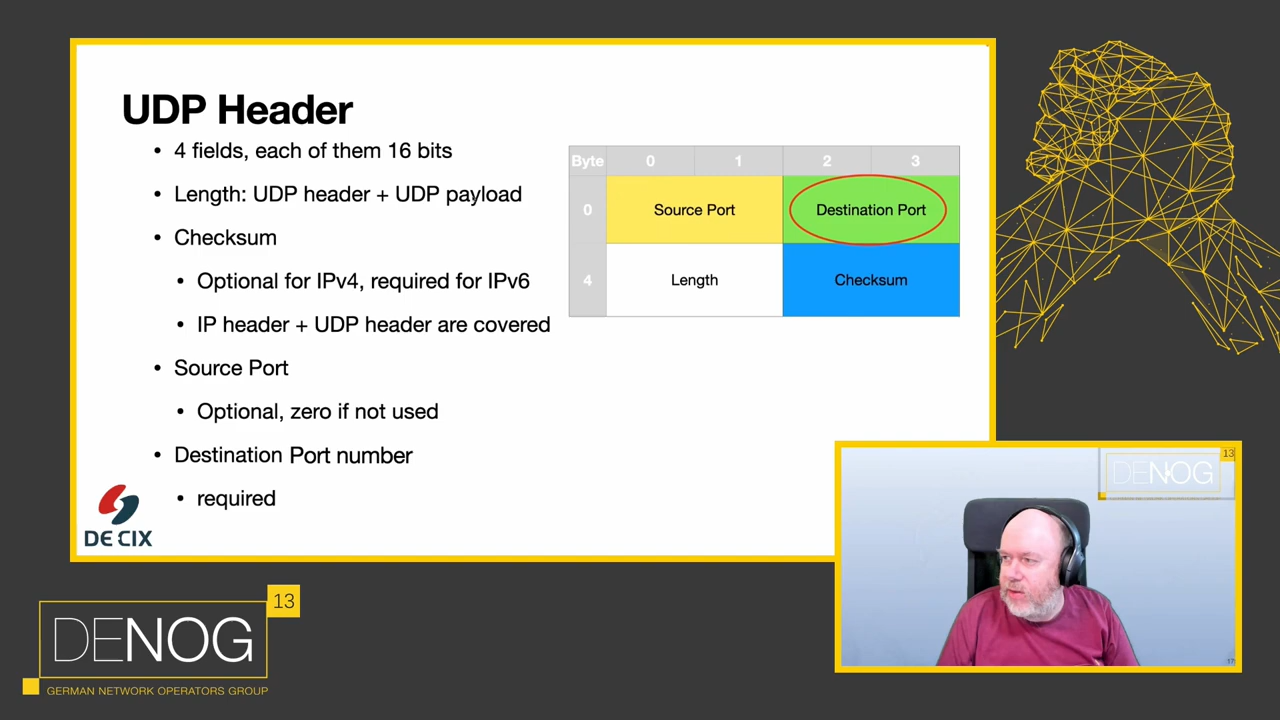 UDP Header
• 4 fields, each of them 16 bits
• Length: UDP header + UDP payload
• Checksum
• Optional for IPv4, required for IPv6
• IP header + UDP header are covered
• Source Port
• Optional, zero if not used
• Destination Port number
• required
Byte 0 1 2 3
0 Source Port Destination Port
4 Length Checksum
DE CIX
DENOG 13
GERMAN NETWORK OPERATORS GROUP
DENOG 13
17